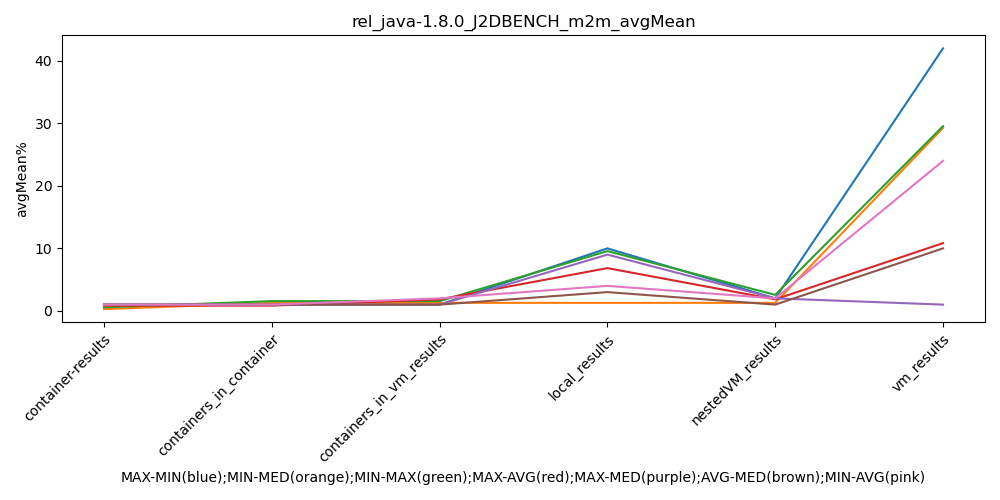 rel_java-1.8.0_J2DBENCH_m2m_avgMean
avgMean%
40
30
20
10
0
container-results
containers_in_container
containers_in_vm_results
local_results
nestedVM_results
vm_results
MAX-MIN(blue);MIN-MED(orange);MIN-MAX(green);MAX-AVG(red);MAX-MED(purple);AVG-MED(brown);MIN-AVG(pink)